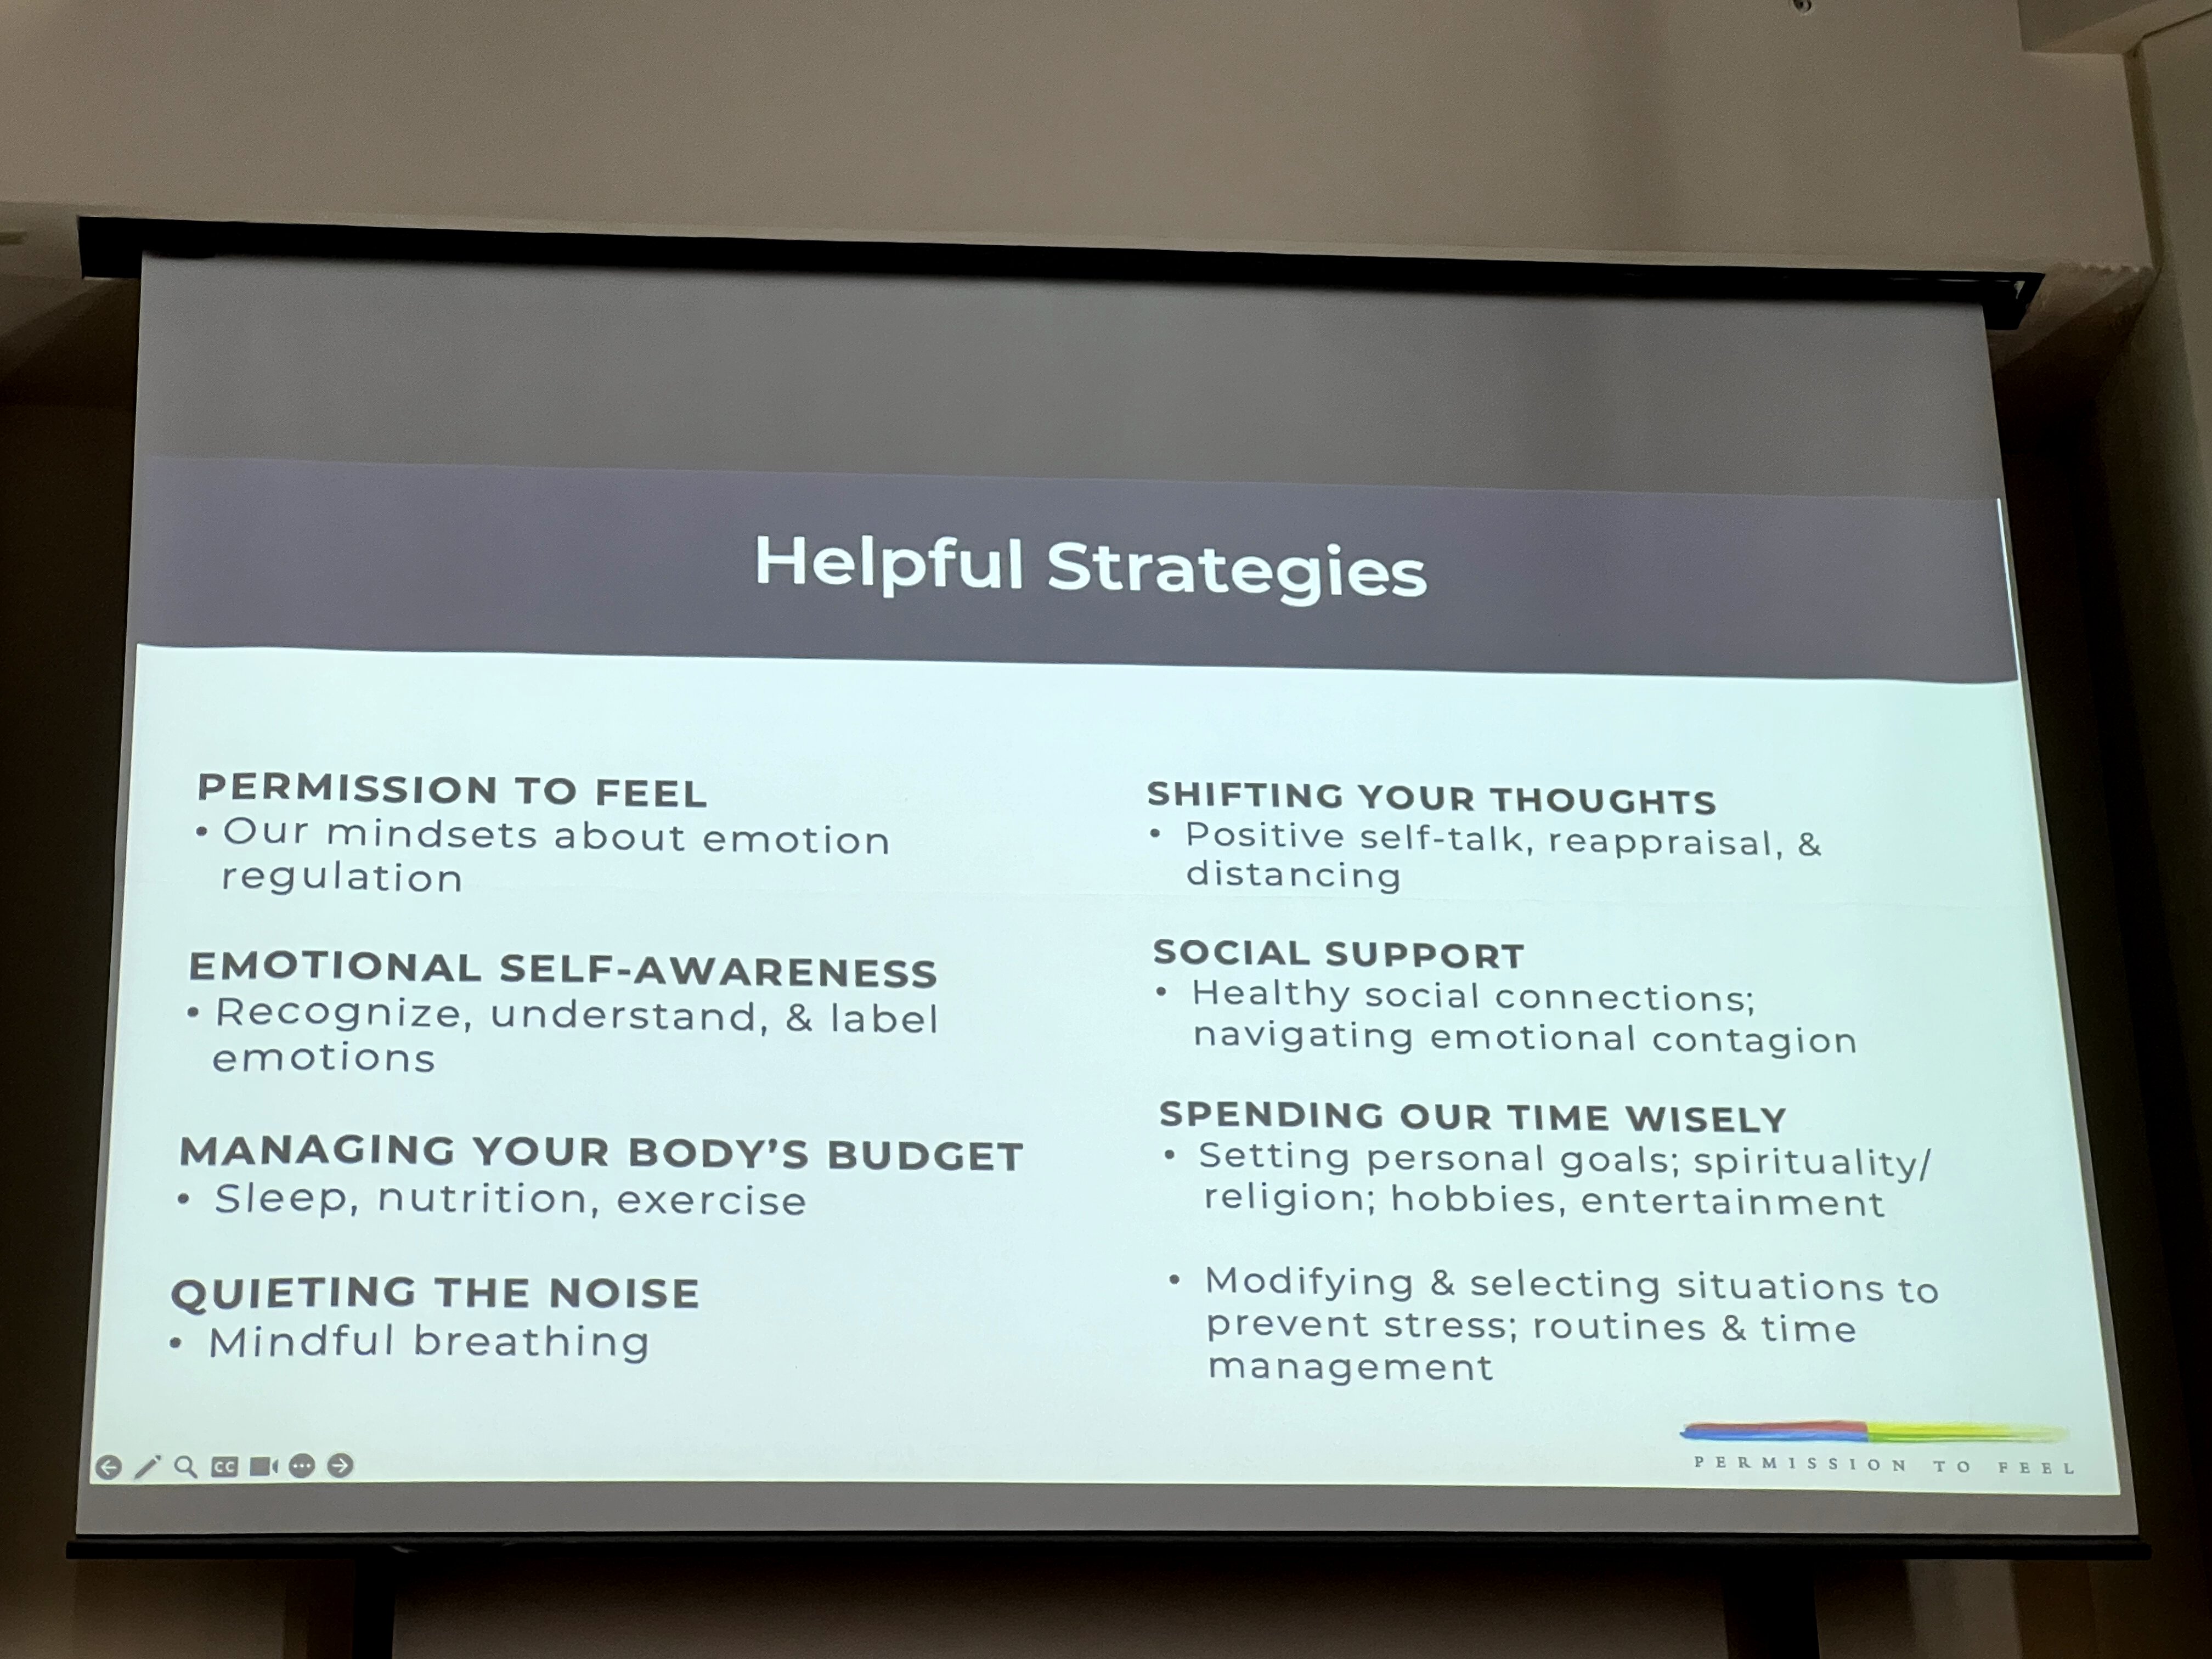 Helpful Strategies
PERMISSION TO FEEL
• Our mindsets about emotion
regulation
EMOTIONAL SELF-AWARENESS
• Recognize, understand, & label
emotions
MANAGING YOUR BODY’S BUDGET
• Sleep, nutrition, exercise
QUIETING THE NOISE
• Mindful breathing
SHIFTING YOUR THOUGHTS
• Positive self-talk, reappraisal, &
distancing
SOCIAL SUPPORT
• Healthy social connections;
navigating emotional contagion
SPENDING OUR TIME WISELY
• Setting personal goals; spirituality/
religion; hobbies, entertainment
• Modifying & selecting situations to
prevent stress; routines & time
management
CC
PERMISSION TO FEEL